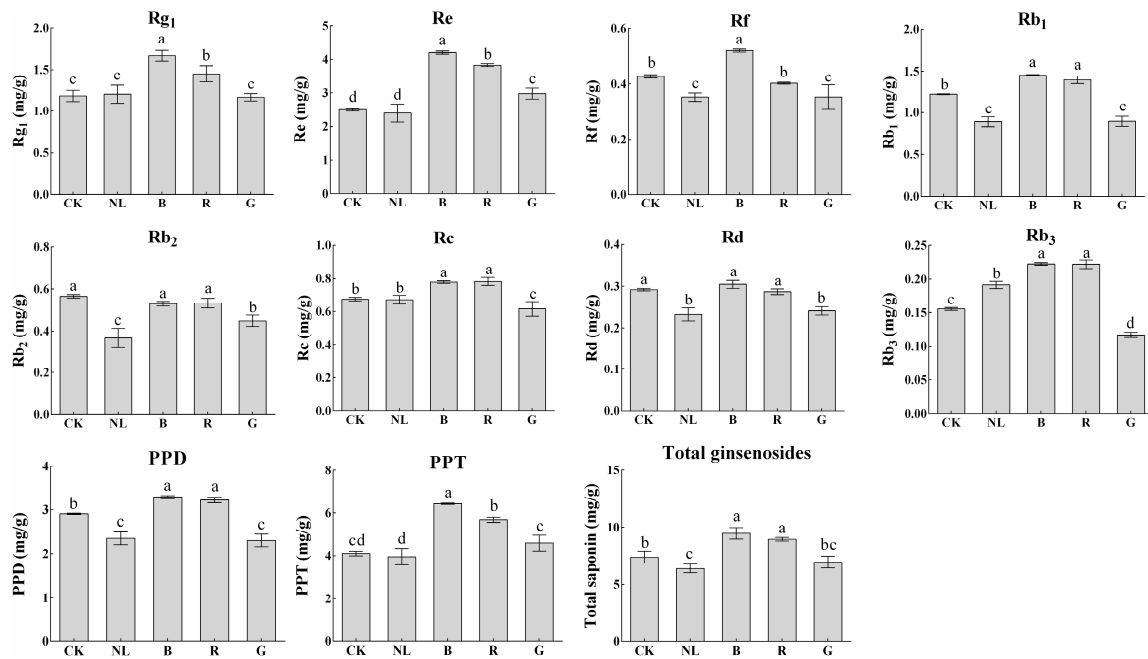 Rg1
Rg1 (mg/g)
2.0
1.5
1.0
0.5
0.0
c
c
a
b
c
CK NL B R G
Re
Re (mg/g)
5
4
3
2
1
0
d
d
a
b
c
CK NL B R G
Rf
Rf (mg/g)
0.6
0.4
0.2
0.0
b
c
a
b
c
CK NL B R G
Rb1
Rb1 (mg/g)
2.0
1.5
1.0
0.5
0.0
b
c
a
a
c
CK NL B R G
Rb2
Rb2 (mg/g)
0.8
0.6
0.4
0.2
0.0
a
c
a
a
b
CK NL B R G
Rc
Rc (mg/g)
1.0
0.8
0.6
0.4
0.2
0.0
b
b
a
a
c
CK NL B R G
Rd
Rd (mg/g)
0.4
0.3
0.2
0.1
0.0
a
b
a
a
b
CK NL B R G
Rb3
Rb3 (mg/g)
0.25
0.20
0.15
0.10
0.05
0.00
c
b
a
a
d
CK NL B R G
PPD
PPD (mg/g)
4
3
2
1
0
b
c
a
a
c
CK NL B R G
PPT
PPT (mg/g)
8
6
4
2
0
cd
d
a
b
c
CK NL B R G
Total ginsenosides
Total saponin (mg/g)
15
10
5
0
b
c
a
a
bc
CK NL B R G